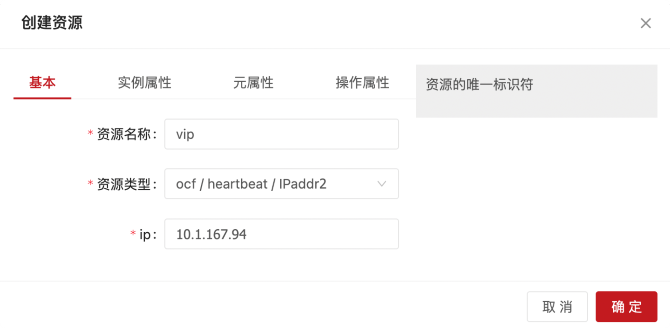 创建资源
基本 实例属性 元属性 操作属性
资源的唯一标识符
* 资源名称: vip
* 资源类型: ocf / heartbeat / IPaddr2
* ip: 10.1.167.94
取 消 确 定